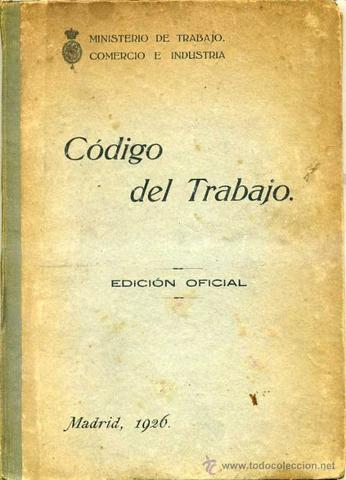 MINISTERIO DE TRABAJO.
COMERCIO E INDUSTRIA
Código
del Trabajo.
EDICIÓN OFICIAL
Madrid, 1926.
© www.todocoleccion.net